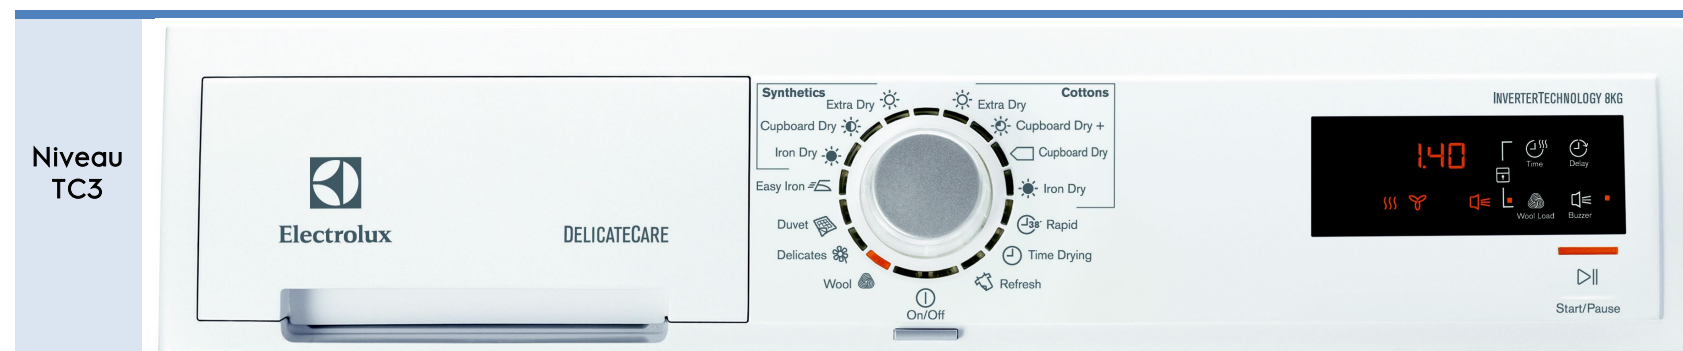 Niveau
TC3
Electrolux
DELICATECARE
Synthetics
Extra Dry
Cupboard Dry
Iron Dry
Easy Iron
Duvet
Delicates
Wool
Cottons
Extra Dry
Cupboard Dry +
Cupboard Dry
Iron Dry
38' Rapid
Time Drying
Refresh
On/Off
INVERTERTECHNOLOGY 8KG
1.40
Time
Delay
Wool Load
Buzzer
Start/Pause